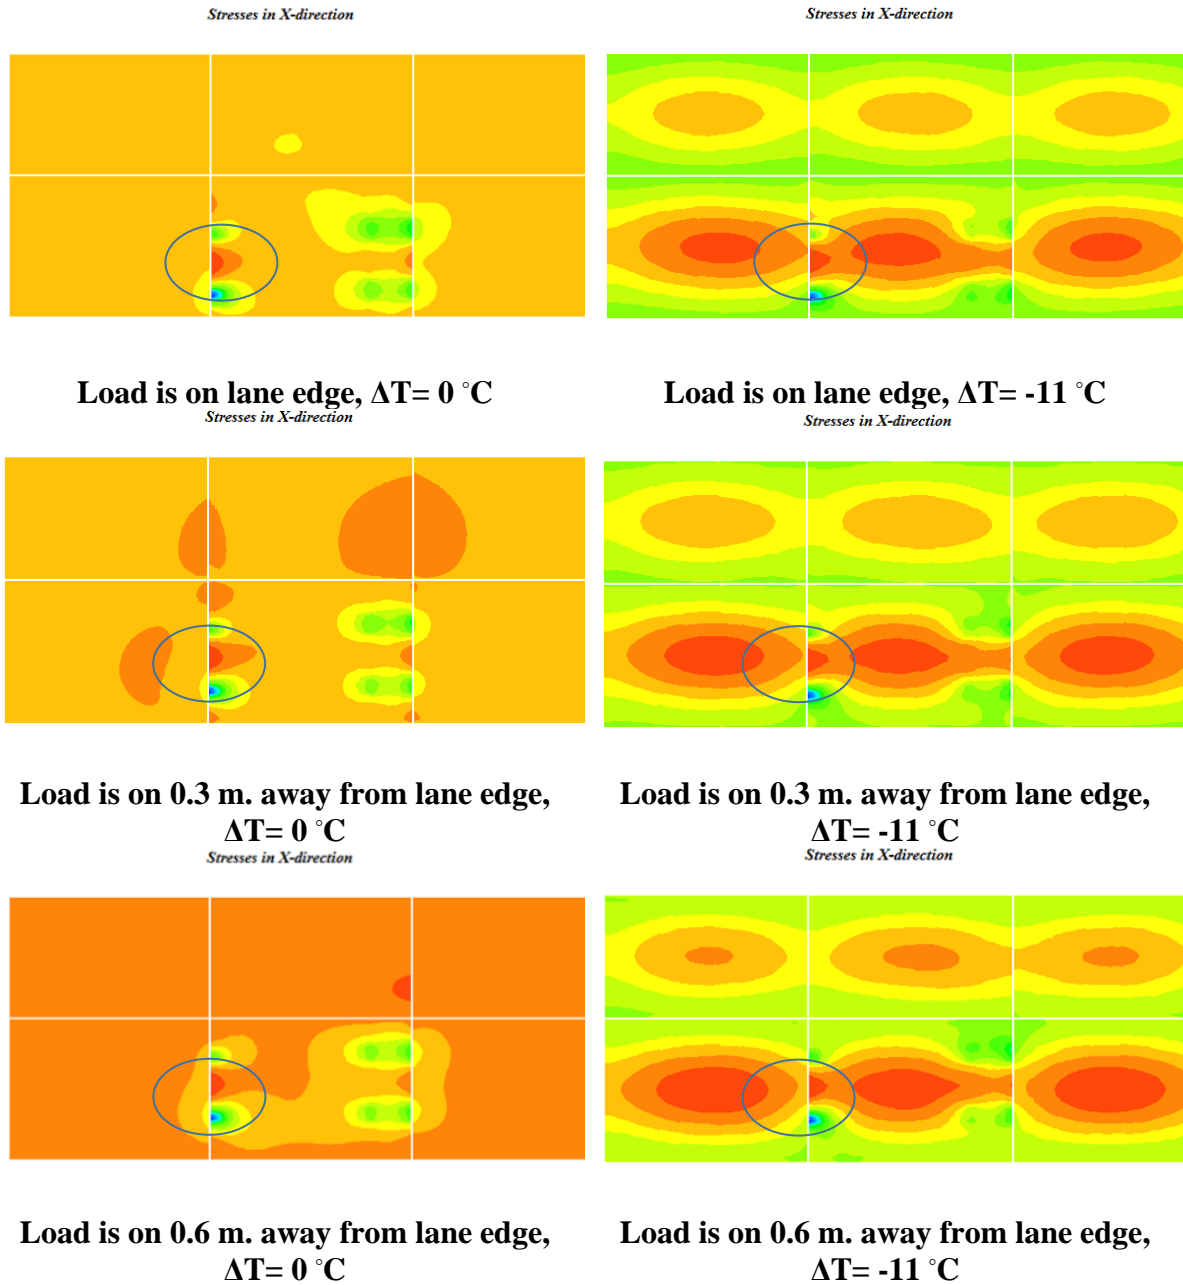 Stresses in X-direction
Stresses in X-direction
Load is on lane edge, ΔT= 0 °C
Load is on lane edge, ΔT= -11 °C
Stresses in X-direction
Stresses in X-direction
Load is on 0.3 m. away from lane edge,
ΔT= 0 °C
Load is on 0.3 m. away from lane edge,
ΔT= -11 °C
Stresses in X-direction
Stresses in X-direction
Load is on 0.6 m. away from lane edge,
ΔT= 0 °C
Load is on 0.6 m. away from lane edge,
ΔT= -11 °C